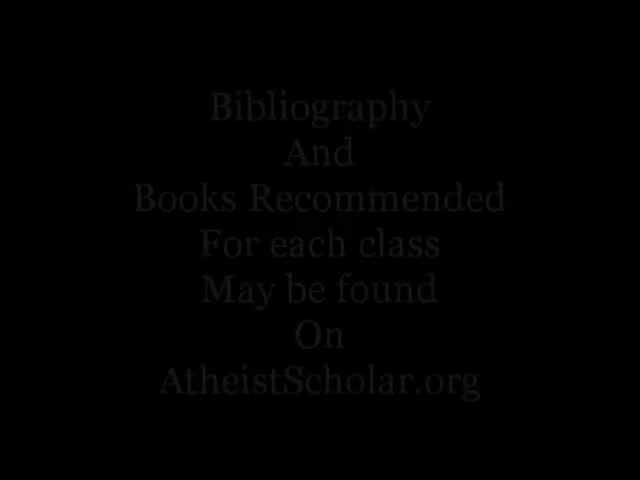 Bibliography
And
Books Recommended
For each class
May be found
On
AtheistScholar.org